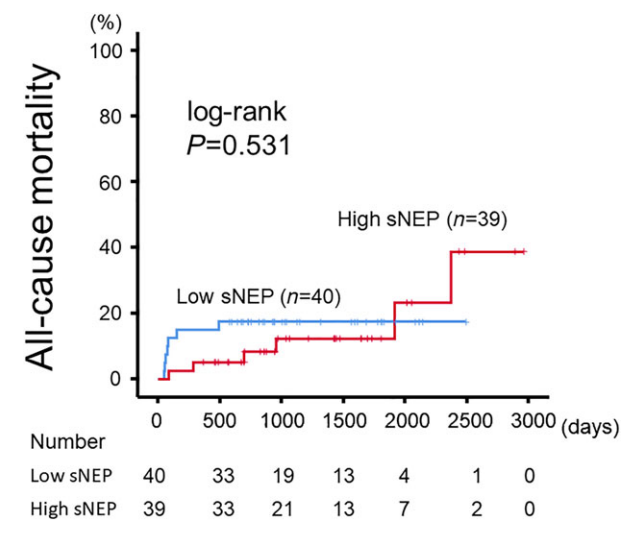 (%)
100
80
60
40
20
0
All-cause mortality
log-rank
P=0.531
High sNEP (n=39)
Low sNEP (n=40)
0 500 1000 1500 2000 2500 3000 (days)
Number
Low sNEP 40 33 19 13 4 1 0
High sNEP 39 33 21 13 7 2 0